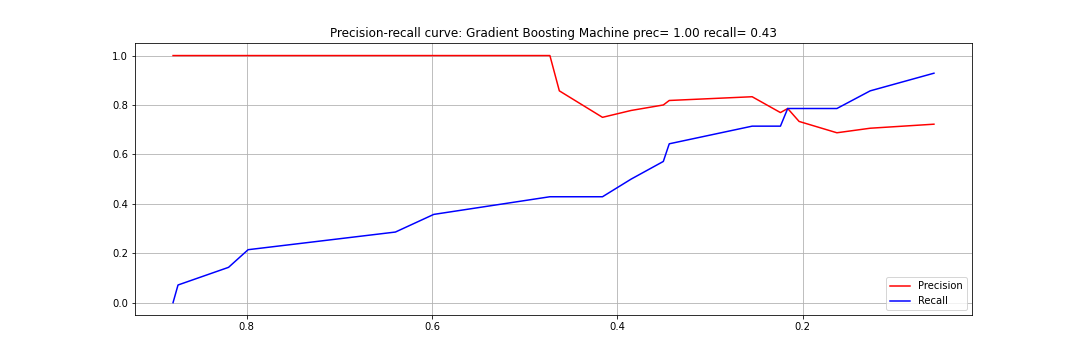 Precision-recall curve: Gradient Boosting Machine prec= 1.00 recall= 0.43
1.0
0.8
0.6
0.4
0.2
0.0
Precision
Recall
0.8 0.6 0.4 0.2